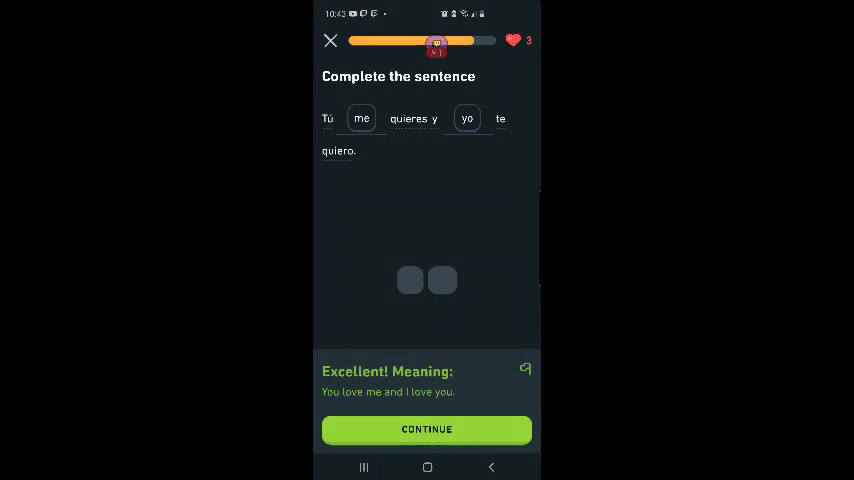 10:43
3
Complete the sentence
Tú me quieres y yo te
quiero.
Excellent! Meaning:
You love me and I love you.
CONTINUE